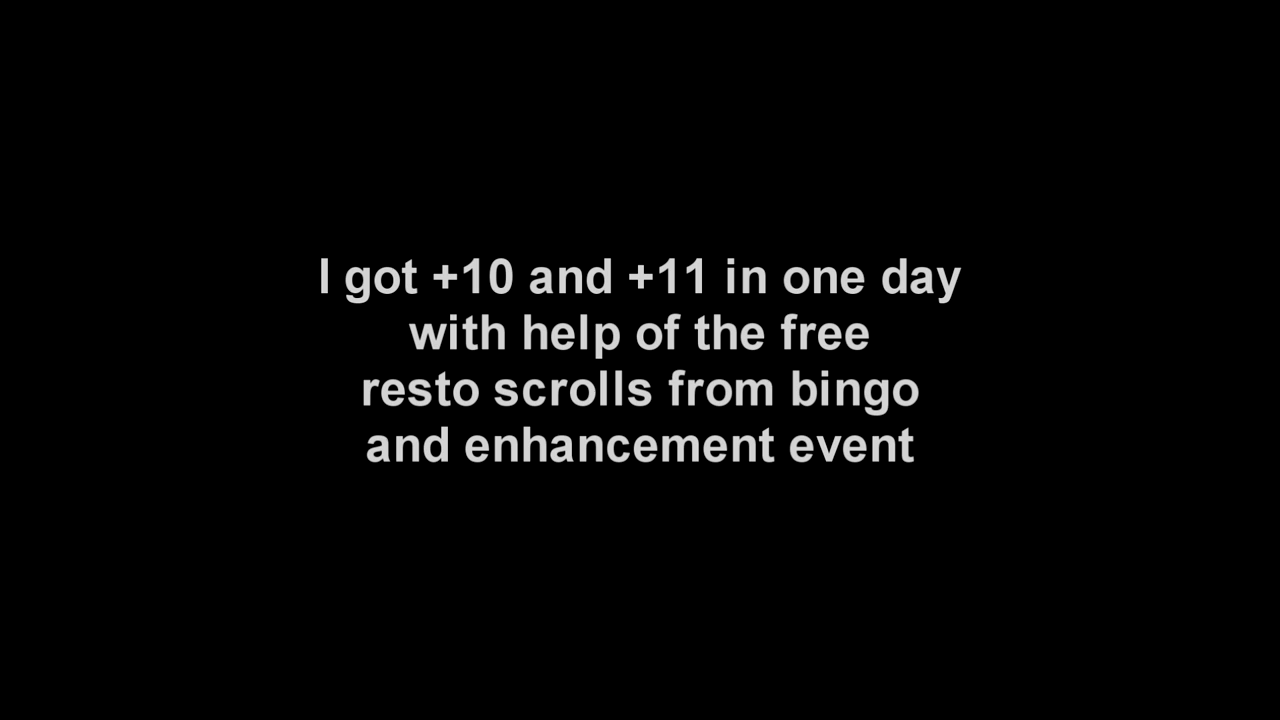 I got +10 and +11 in one day
with help of the free
resto scrolls from bingo
and enhancement event